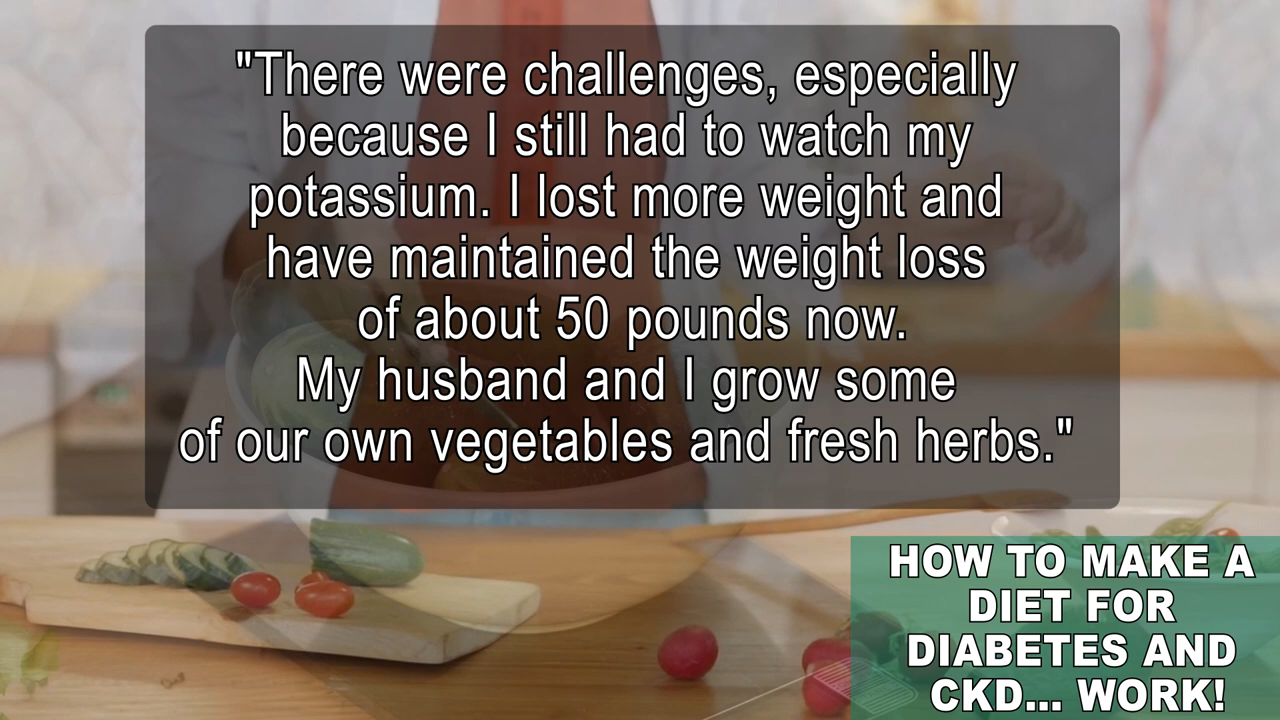 "There were challenges, especially
because I still had to watch my
potassium. I lost more weight and
have maintained the weight loss
of about 50 pounds now.
My husband and I grow some
of our own vegetables and fresh herbs."
HOW TO MAKE A
DIET FOR
DIABETES AND
CKD... WORK!